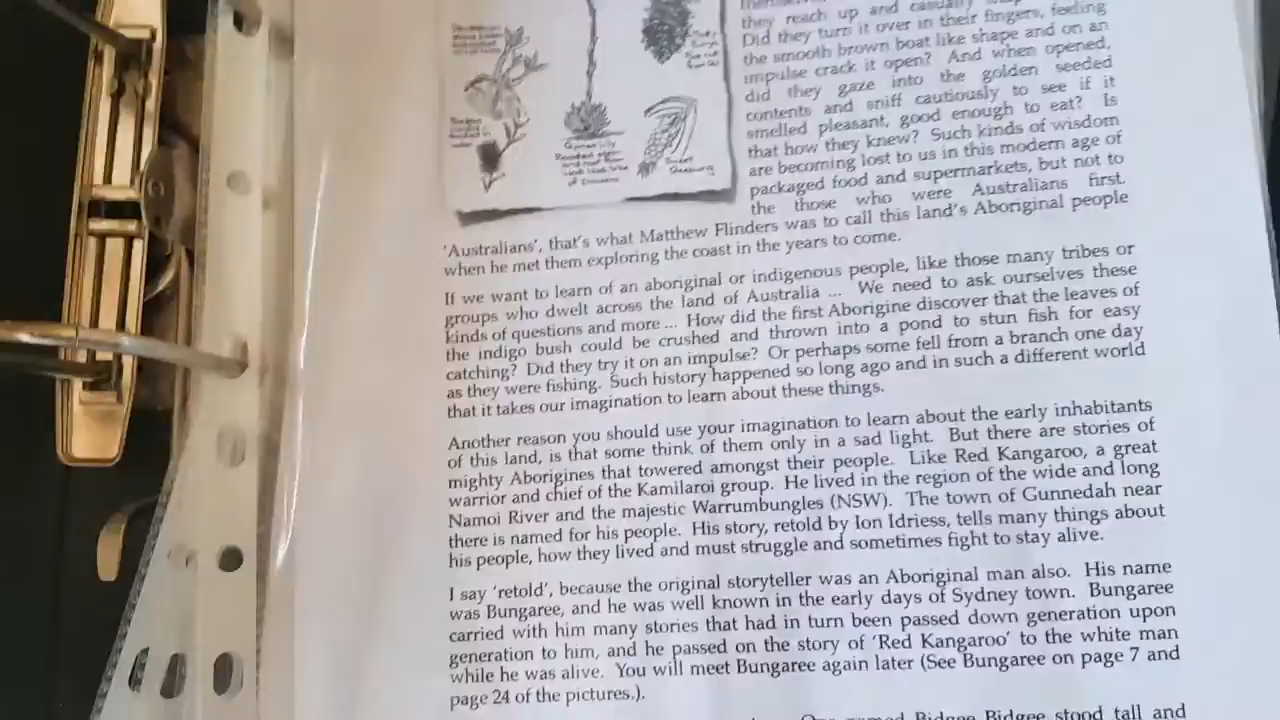 they reach up and casually
Did they turn it over in their fingers, feeling
the smooth brown boat like shape and on an
impulse crack it open? And when opened,
did they gaze into the golden seeded
contents and sniff cautiously to see if it
smelled pleasant, good enough to eat? Is
that how they knew? Such kinds of wisdom
are becoming lost to us in this modern age of
packaged food and supermarkets, but not to
the those who were Australians first.
'Australians', that's what Matthew Flinders was to call this land's Aboriginal people
when he met them exploring the coast in the years to come.
If we want to learn of an aboriginal or indigenous people, like those many tribes or
groups who dwelt across the land of Australia ... We need to ask ourselves these
kinds of questions and more ... How did the first Aborigine discover that the leaves of
the indigo bush could be crushed and thrown into a pond to stun fish for easy
catching? Did they try it on an impulse? Or perhaps some fell from a branch one day
as they were fishing. Such history happened so long ago and in such a different world
that it takes our imagination to learn about these things.
Another reason you should use your imagination to learn about the early inhabitants
of this land, is that some think of them only in a sad light. But there are stories of
mighty Aborigines that towered amongst their people. Like Red Kangaroo, a great
warrior and chief of the Kamilaroi group. He lived in the region of the wide and long
Namoi River and the majestic Warrumbungles (NSW). The town of Gunnedah near
there is named for his people. His story, retold by Ion Idriess, tells many things about
his people, how they lived and must struggle and sometimes fight to stay alive.
I say 'retold', because the original storyteller was an Aboriginal man also. His name
was Bungaree, and he was well known in the early days of Sydney town. Bungaree
carried with him many stories that had in turn been passed down generation upon
generation to him, and he passed on the story of 'Red Kangaroo' to the white man
while he was alive. You will meet Bungaree again later (See Bungaree on page 7 and
page 24 of the pictures.).
named Bidgee Bidgee stood tall and